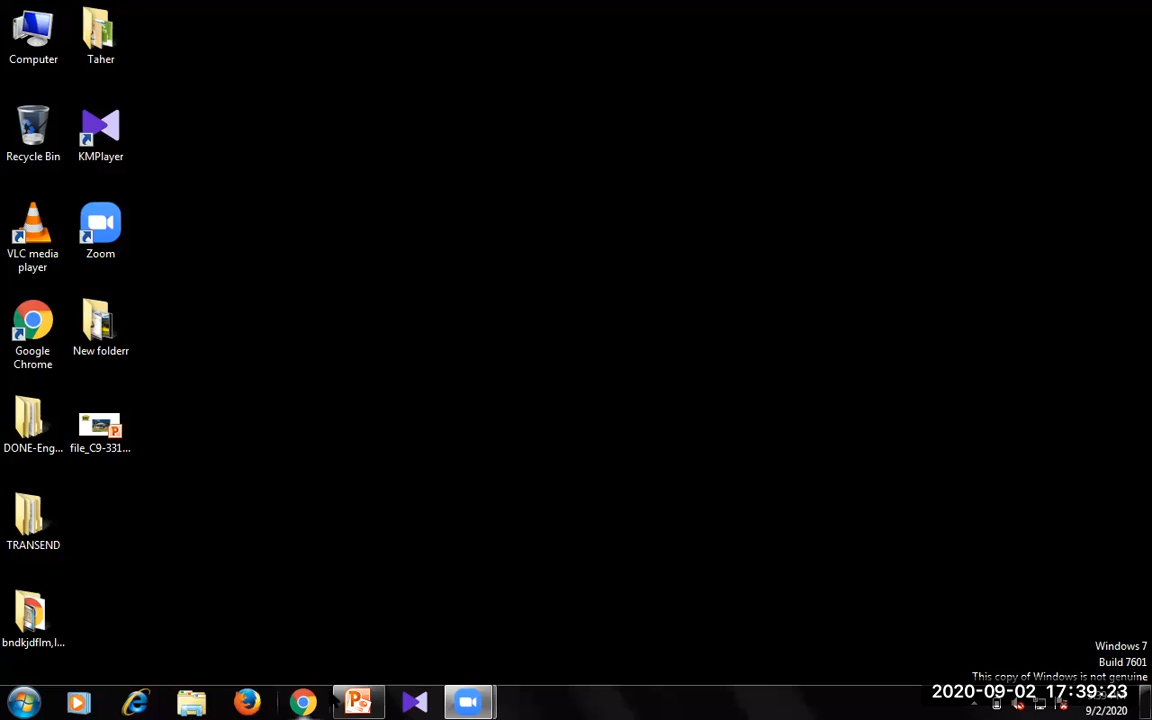 Computer
Taher
Recycle Bin
KMPlayer
VLC media
player
Zoom
Google
Chrome
New folderr
DONE-Eng...
file_C9-331...
TRANSEND
bndkjdflm,l...
Windows 7
Build 7601
This copy of Windows is not genuine
2020-09-02 17:39:23
9/2/2020